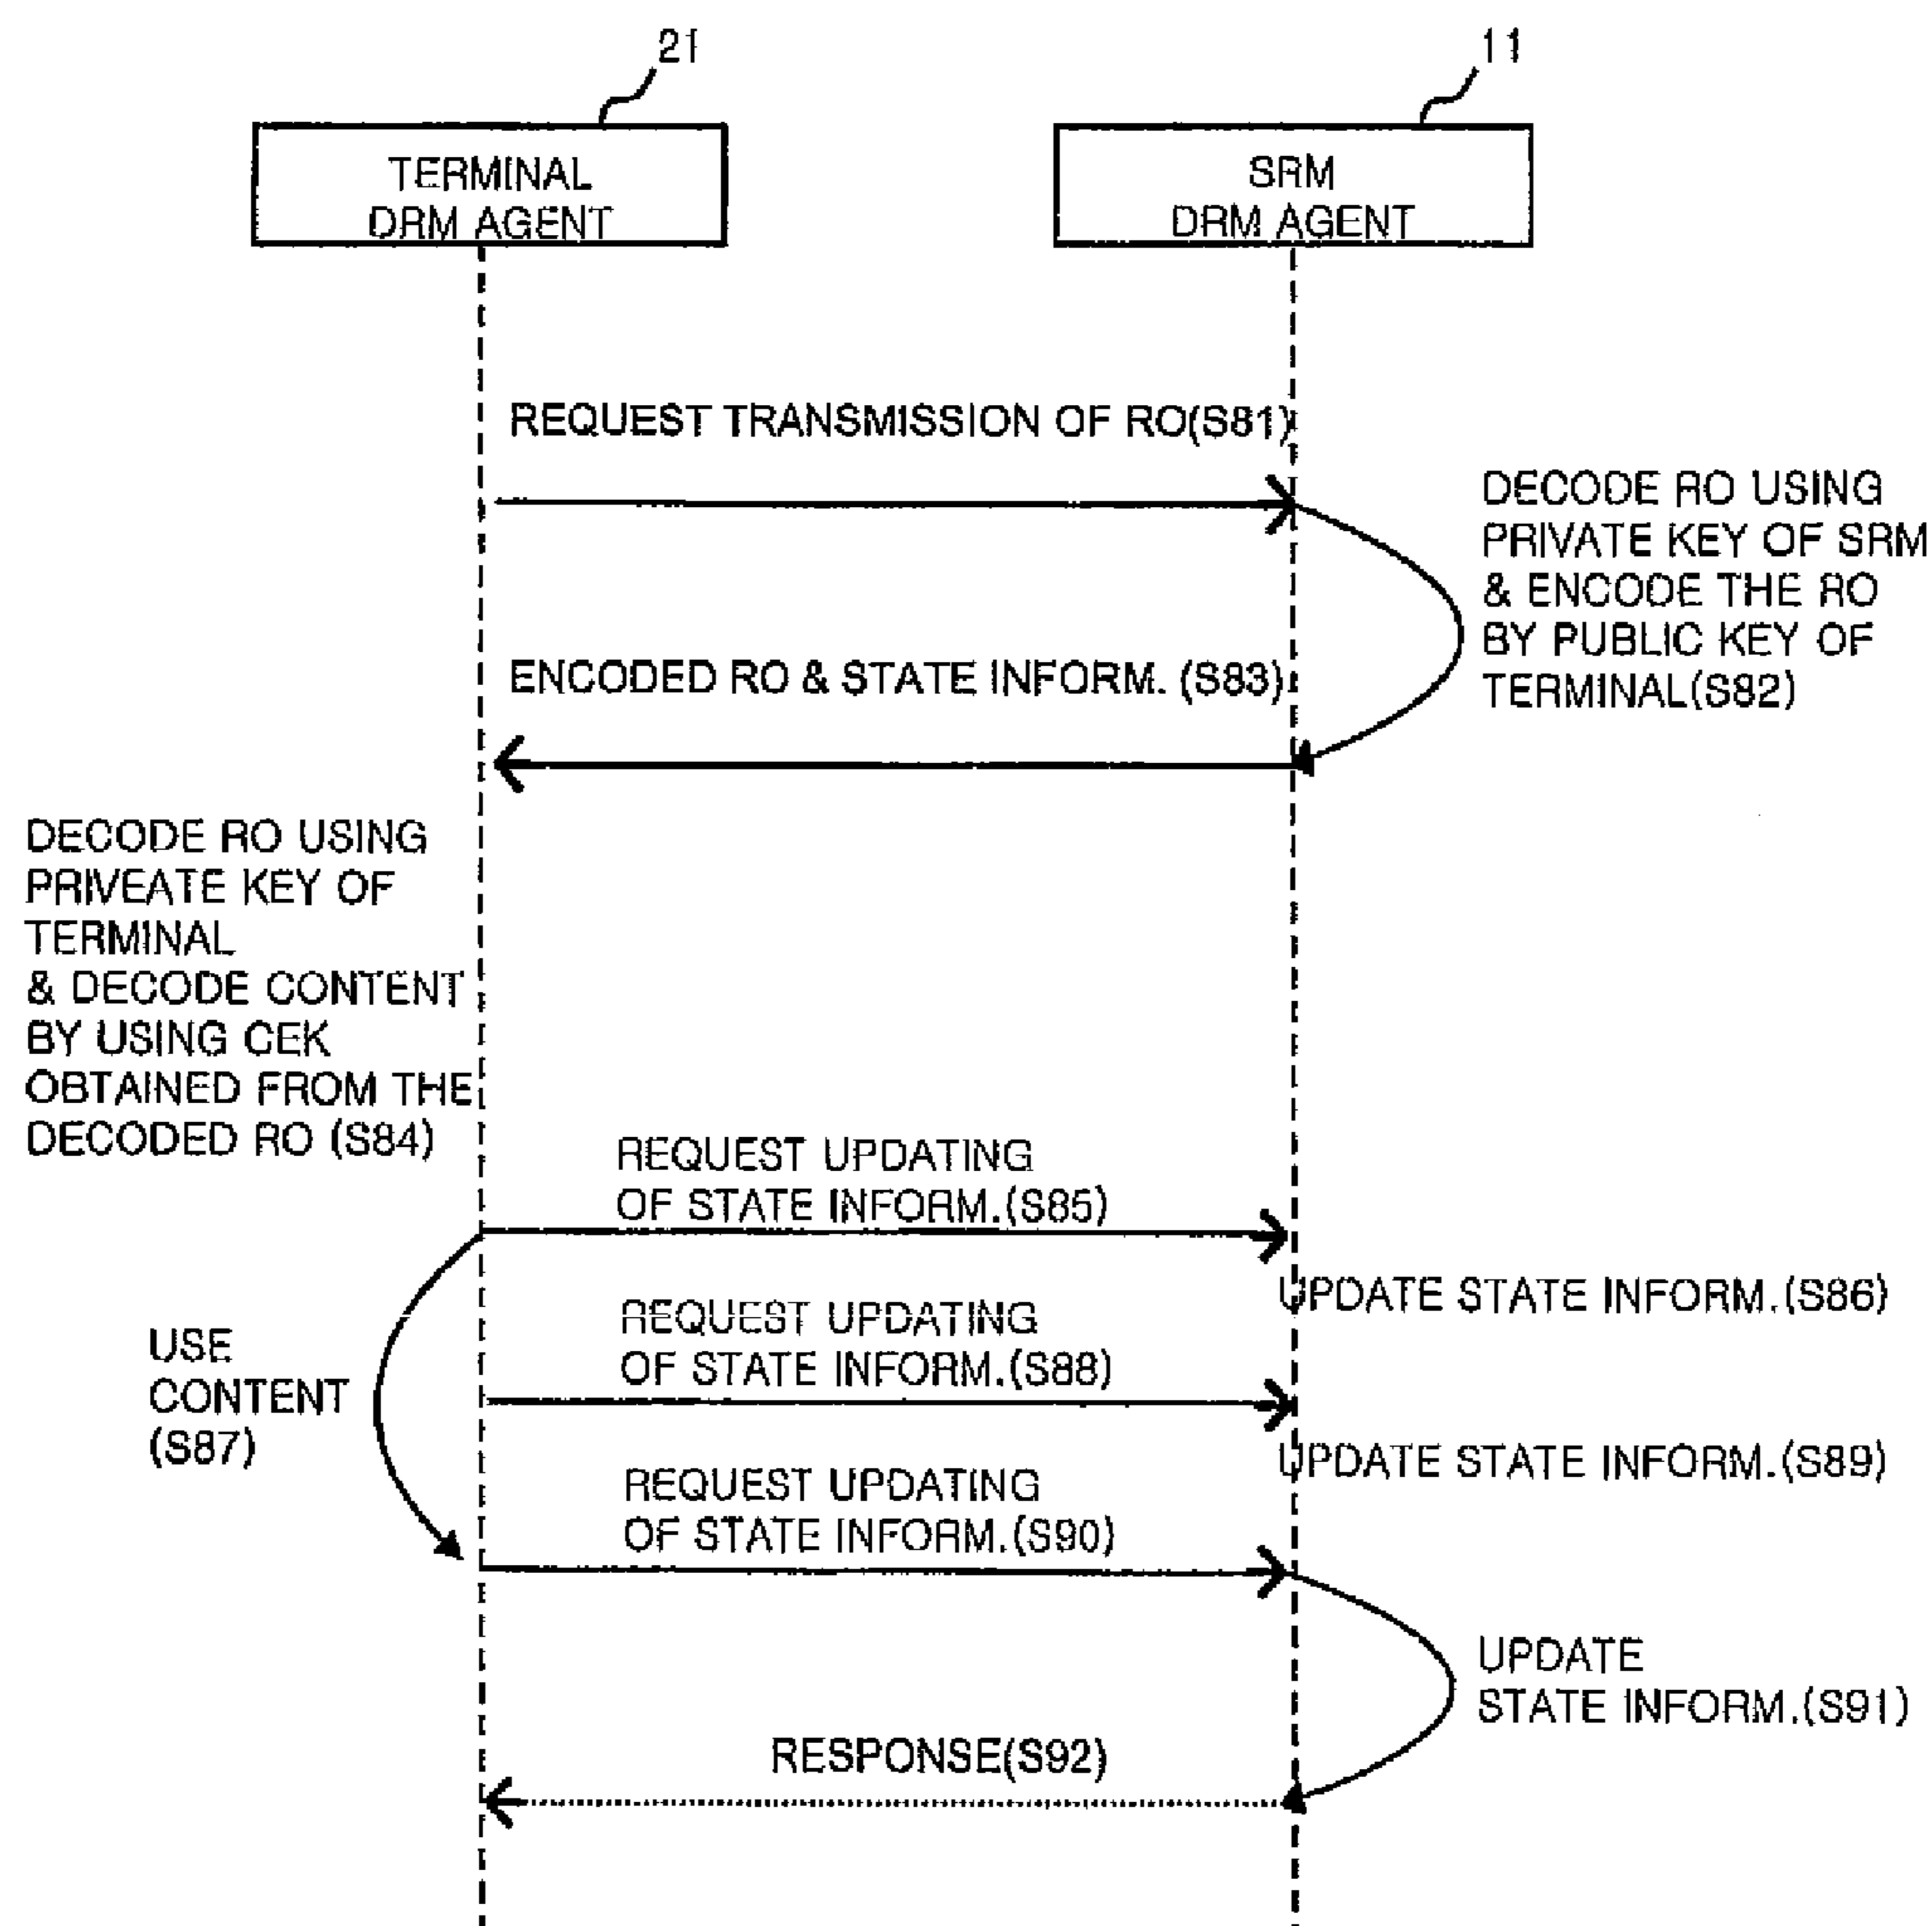 21
11
TERMINAL
DRM AGENT
SRM
DRM AGENT
REQUEST TRANSMISSION OF RO(S81)
DECODE RO USING
PRIVATE KEY OF SRM
& ENCODE THE RO
BY PUBLIC KEY OF
TERMINAL(S82)
ENCODED RO & STATE INFORM. (S83)
DECODE RO USING
PRIVEATE KEY OF
TERMINAL
& DECODE CONTENT
BY USING CEK
OBTAINED FROM THE
DECODED RO (S84)
REQUEST UPDATING
OF STATE INFORM.(S85)
UPDATE STATE INFORM.(S86)
USE
CONTENT
(S87)
REQUEST UPDATING
OF STATE INFORM.(S88)
UPDATE STATE INFORM.(S89)
REQUEST UPDATING
OF STATE INFORM.(S90)
UPDATE
STATE INFORM.(S91)
RESPONSE(S92)